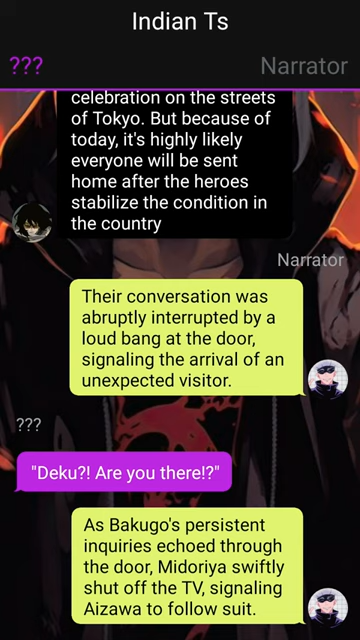 Indian Ts
???
Narrator
celebration on the streets
of Tokyo. But because of
today, it's highly likely
everyone will be sent
home after the heroes
stabilize the condition in
the country
Narrator
Their conversation was
abruptly interrupted by a
loud bang at the door,
signaling the arrival of an
unexpected visitor.
???
"Deku?! Are you there!?"
As Bakugo's persistent
inquiries echoed through
the door, Midoriya swiftly
shut off the TV, signaling
Aizawa to follow suit.